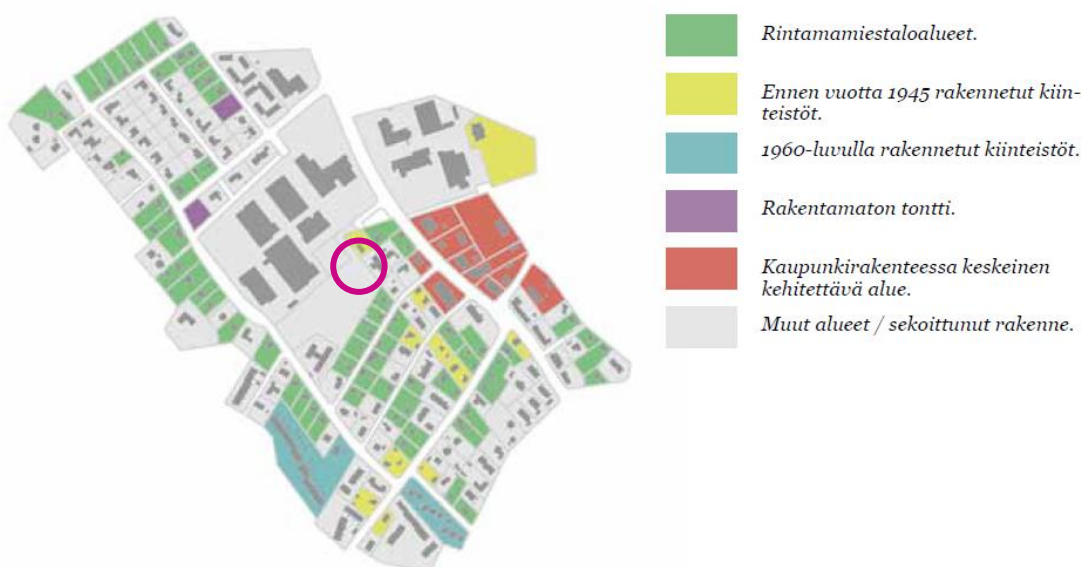 Rintamamiestaloalueet.
Ennen vuotta 1945 rakennetut kiin-
teistöt.
1960-luvulla rakennetut kiinteistöt.
Rakentamaton tontti.
Kaupunkirakenteessa keskeinen
kehitettävä alue.
Muut alueet / sekoittunut rakenne.